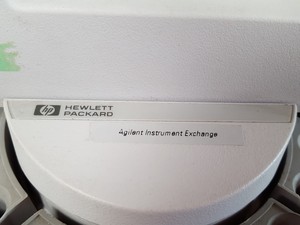 hp HEWLETT
PACKARD
Agilent Instrument Exchange